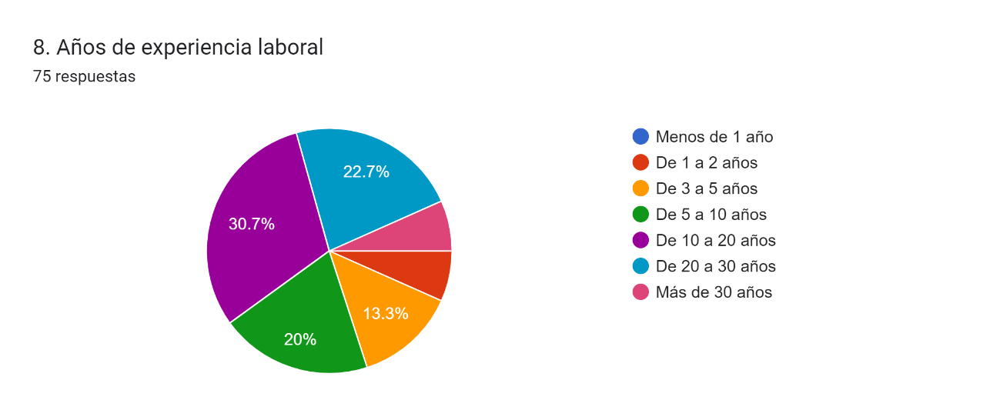 8. Años de experiencia laboral
75 respuestas
22.7%
30.7%
13.3%
20%
Menos de 1 año
De 1 a 2 años
De 3 a 5 años
De 5 a 10 años
De 10 a 20 años
De 20 a 30 años
Más de 30 años